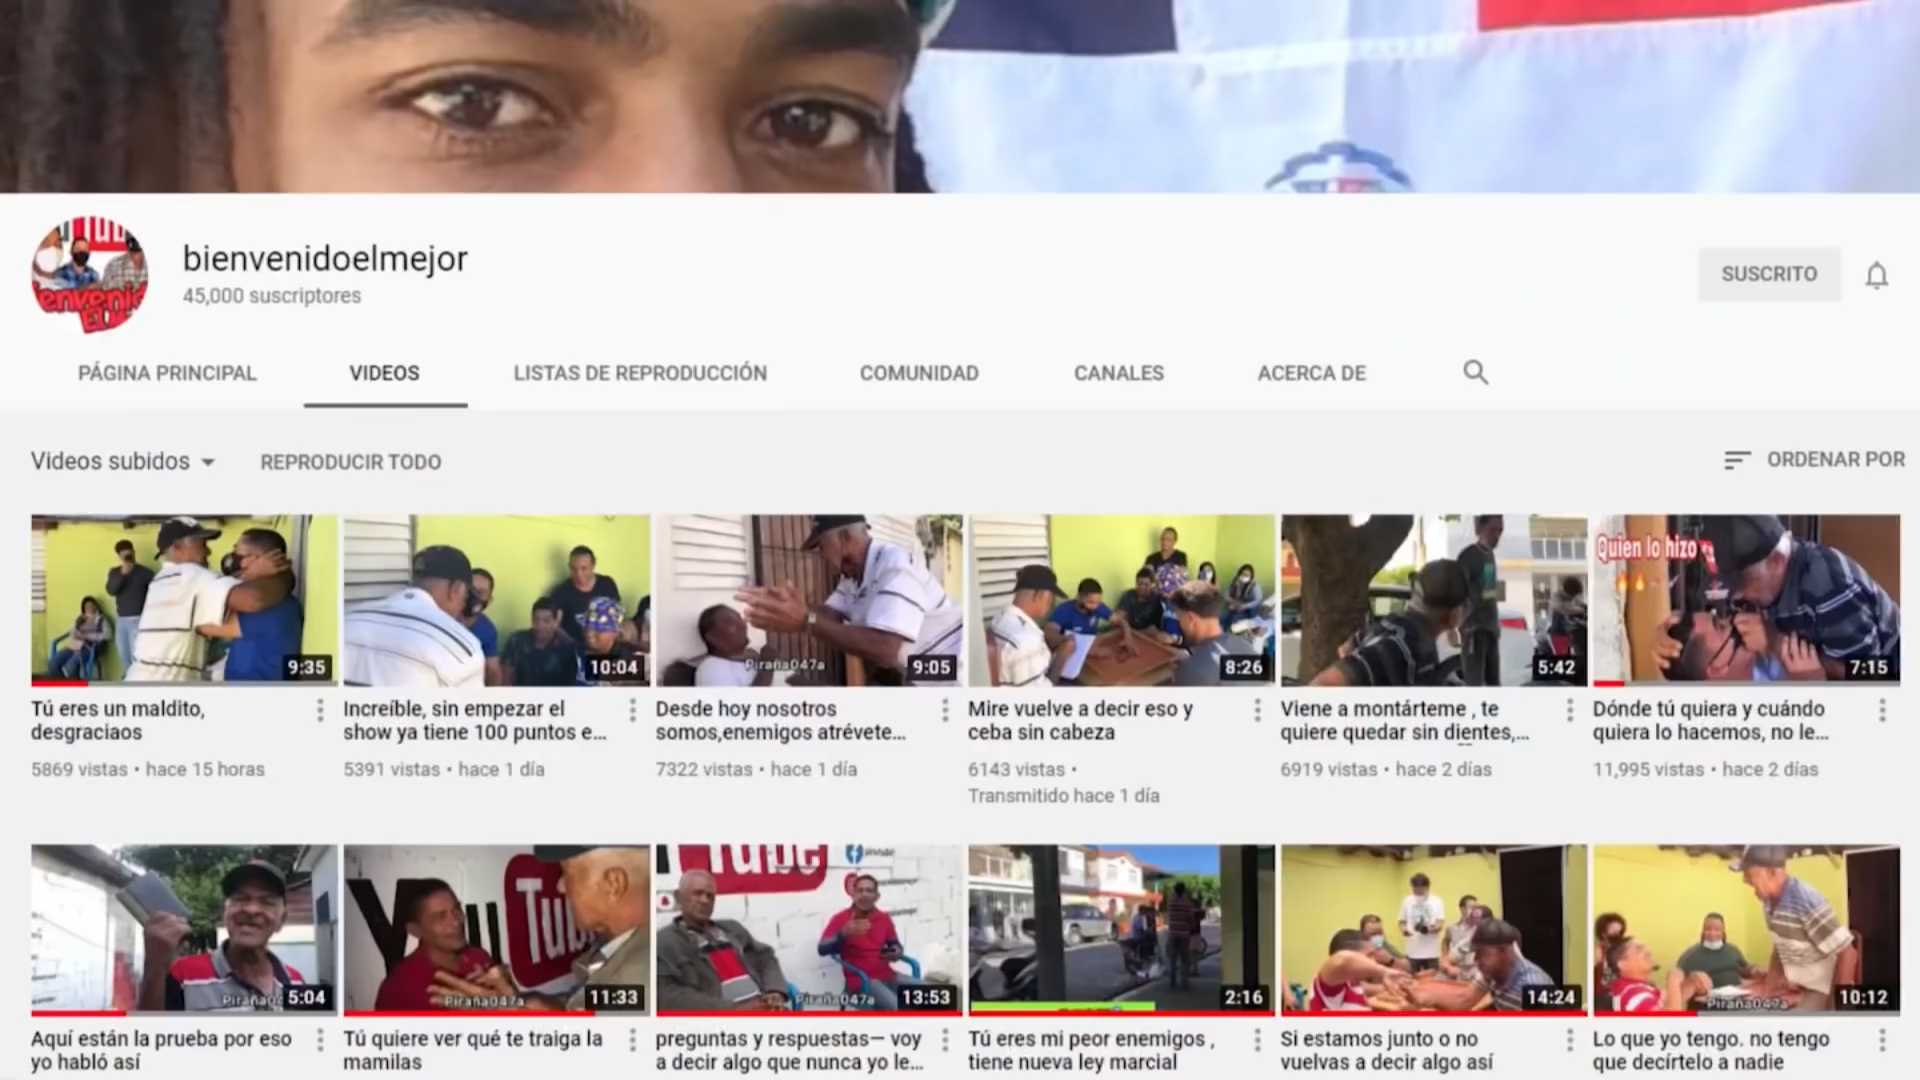 bienvenidoelmejor
45,000 suscriptores
SUSCRITO
PÁGINA PRINCIPAL
VIDEOS
LISTAS DE REPRODUCCIÓN
COMUNIDAD
CANALES
ACERCA DE
Videos subidos
REPRODUCIR TODO
ORDENAR POR
9:35
10:04
Piraña047a
9:05
8:26
5:42
Quien lo hizo
7:15
Tú eres un maldito,
desgraciaos
5869 vistas • hace 15 horas
Increíble, sin empezar el
show ya tiene 100 puntos e...
5391 vistas • hace 1 día
Desde hoy nosotros
somos,enemigos atrévete...
7322 vistas • hace 1 día
Mire vuelve a decir eso y
ceba sin cabeza
6143 vistas •
Transmitido hace 1 día
Viene a montárteme , te
quiere quedar sin dientes,...
6919 vistas • hace 2 días
Dónde tú quiera y cuándo
quiera lo hacemos, no le...
11,995 vistas • hace 2 días
5:04
YouTube
Piraña047a
11:33
Tube
Piraña047a
13:53
2:16
14:24
Piraña047a
10:12
Aquí están la prueba por eso
yo habló así
Tú quiere ver qué te traiga la
mamilas
preguntas y respuestas— voy
a decir algo que nunca yo le...
Tú eres mi peor enemigos ,
tiene nueva ley marcial
Si estamos junto o no
vuelvas a decir algo así
Lo que yo tengo. no tengo
que decírtelo a nadie